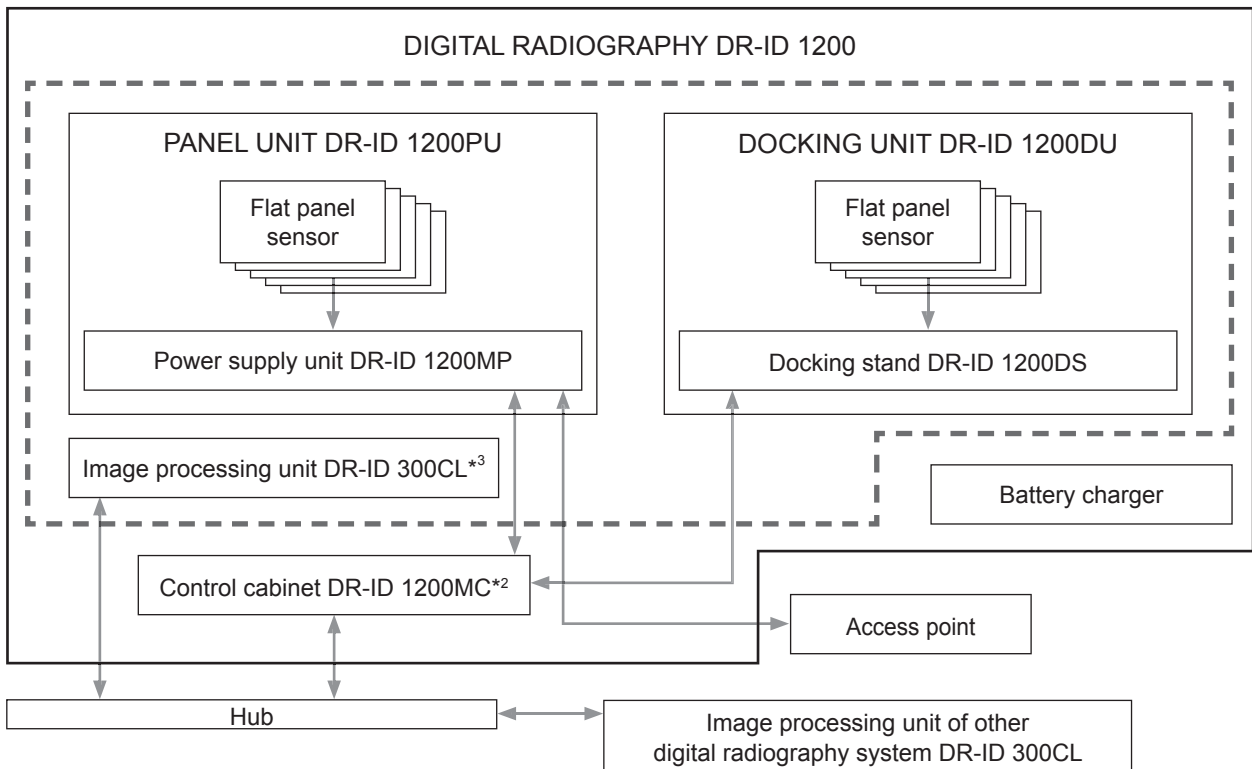 DIGITAL RADIOGRAPHY DR-ID 1200
PANEL UNIT DR-ID 1200PU
Flat panel
sensor
Power supply unit DR-ID 1200MP
DOCKING UNIT DR-ID 1200DU
Flat panel
sensor
Docking stand DR-ID 1200DS
Image processing unit DR-ID 300CL*3
Battery charger
Control cabinet DR-ID 1200MC*2
Access point
Hub
Image processing unit of other
digital radiography system DR-ID 300CL